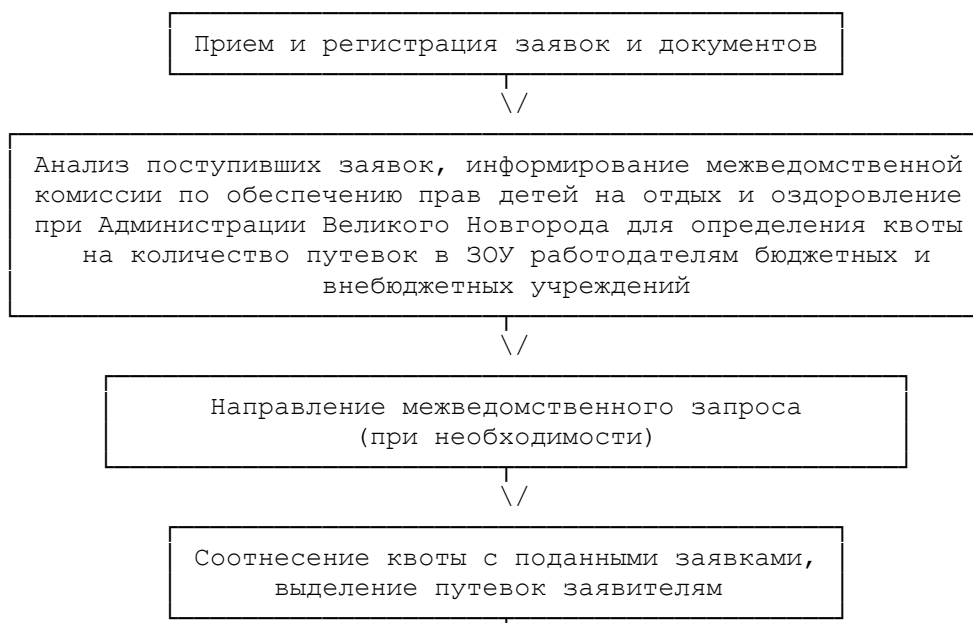 Прием и регистрация заявок и документов
\/
Анализ поступивших заявок, информирование межведомственной
комиссии по обеспечению прав детей на отдых и оздоровление
при Администрации Великого Новгорода для определения квоты
на количество путевок в ЗОУ работодателям бюджетных и
внебюджетных учреждений
\/
Направление межведомственного запроса
(при необходимости)
\/
Соотнесение квоты с поданными заявками,
выделение путевок заявителям